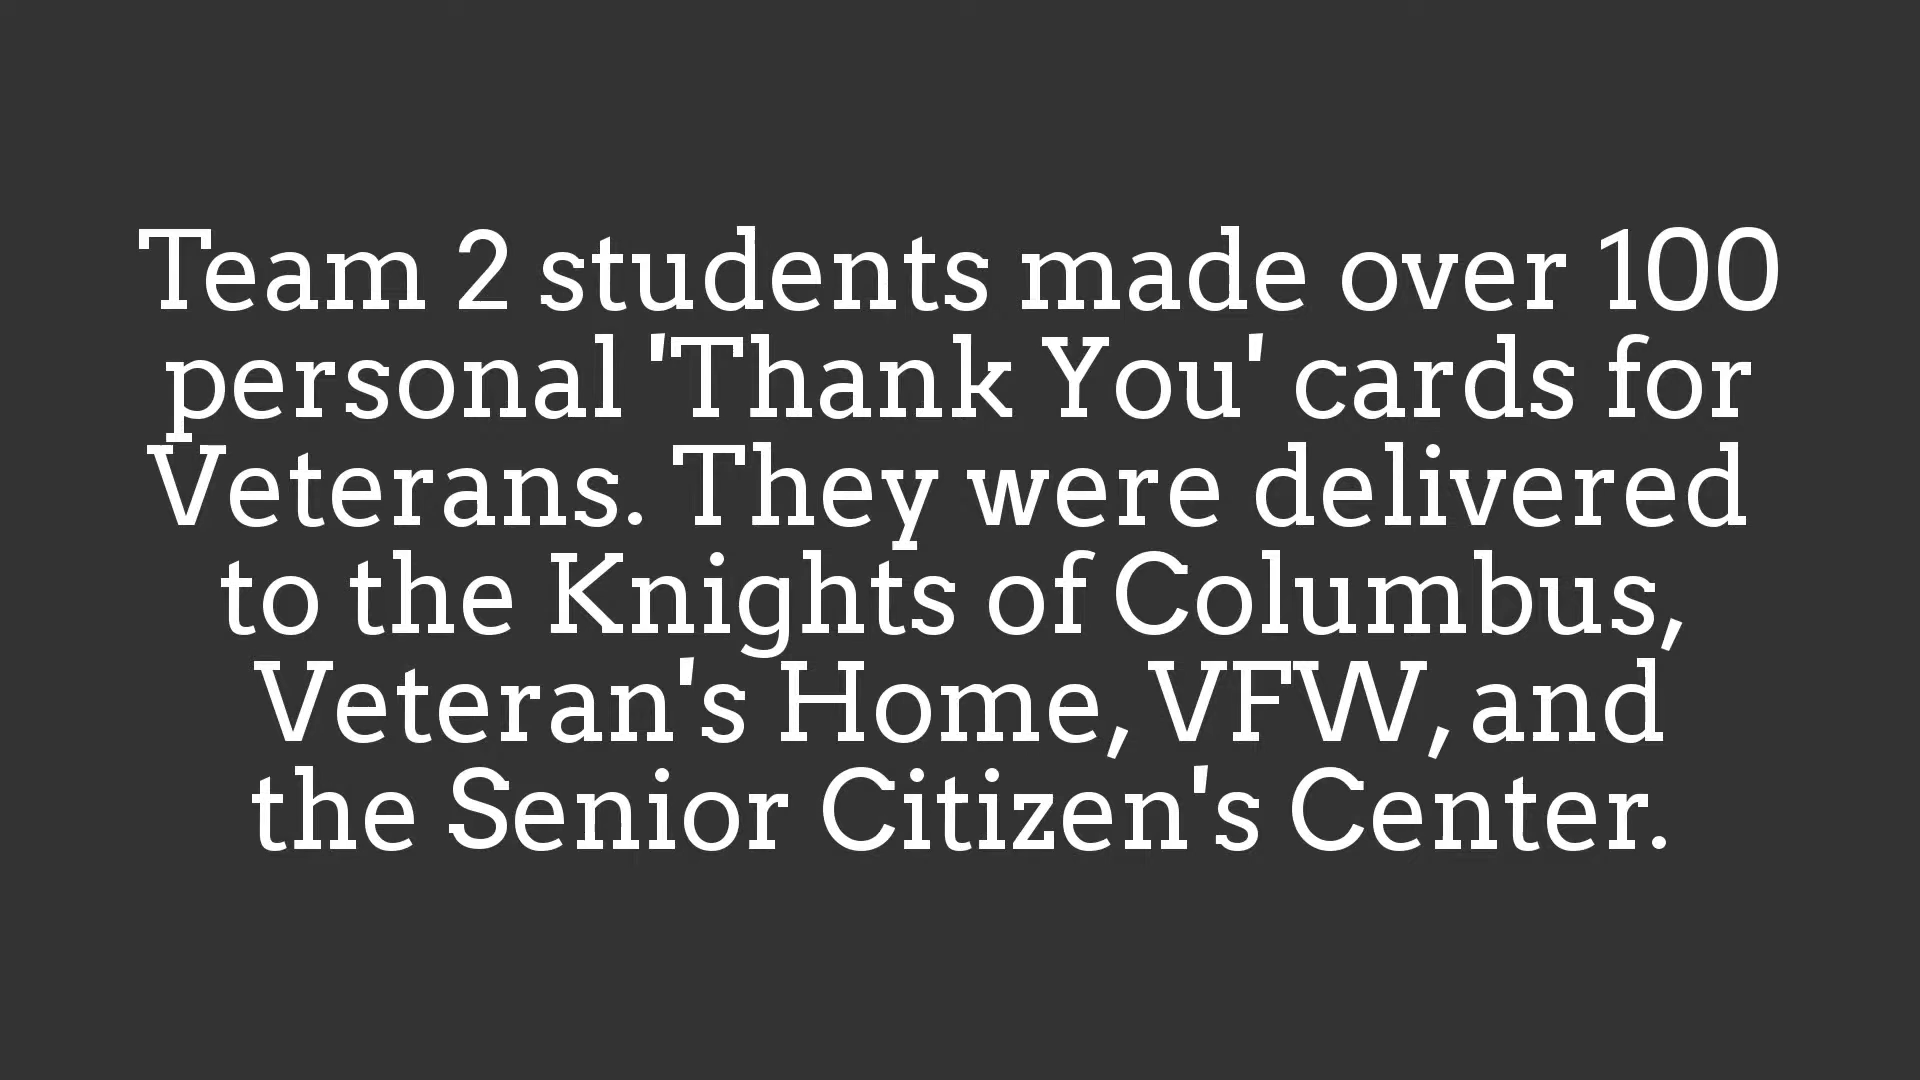 Team 2 students made over 100
personal 'Thank You' cards for
Veterans. They were delivered
to the Knights of Columbus,
Veteran's Home, VFW, and
the Senior Citizen's Center.